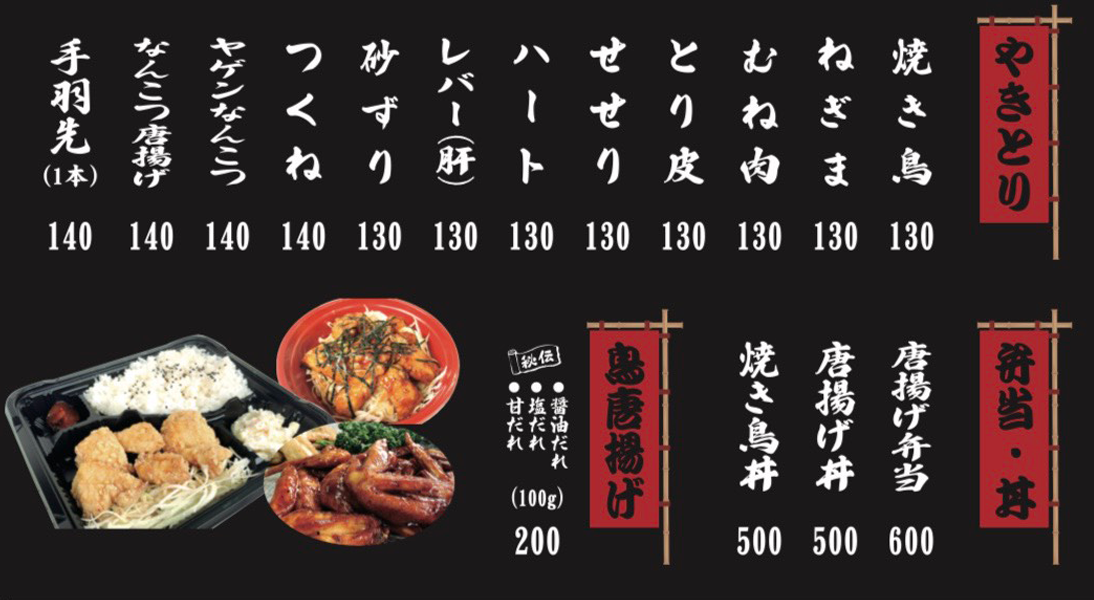 やきとり
焼き鳥
130
ねぎま
130
むね肉
130
とり皮
130
せせり
130
ハート
130
レバー(肝)
130
砂ずり
130
つくね
140
ヤゲンなんこつ
140
なんこつ唐揚げ
140
手羽先
(1本)
140
弁当・丼
唐揚げ弁当
600
唐揚げ丼
500
焼き鳥丼
500
鳥唐揚げ
秘伝
●醤油だれ
●塩だれ
●甘だれ
(100g)
200